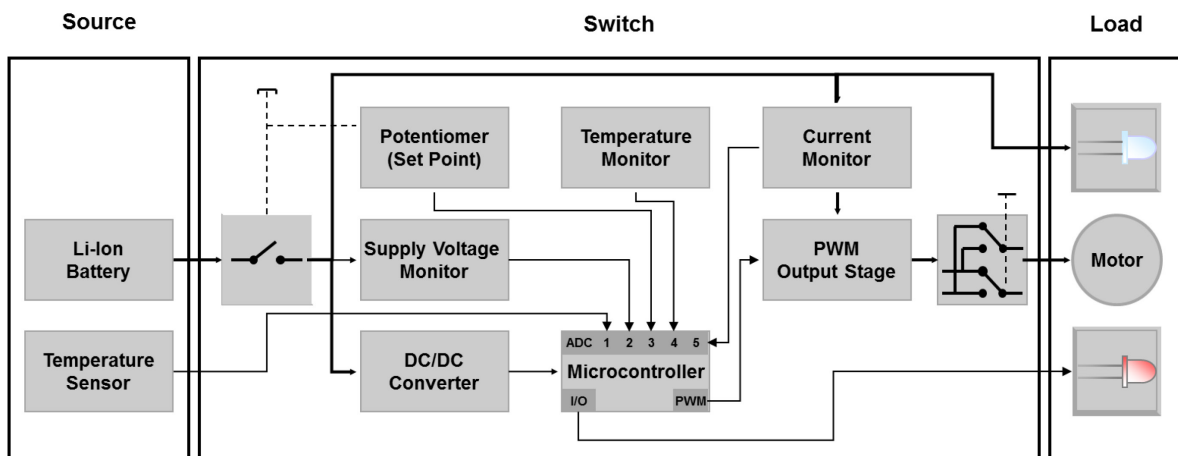 Source
Switch
Load
Potentiomer
(Set Point)
Temperature
Monitor
Current
Monitor
Li-Ion
Battery
Supply Voltage
Monitor
PWM
Output Stage
Motor
Temperature
Sensor
DC/DC
Converter
ADC 1 2 3 4 5
Microcontroller
I/O
PWM